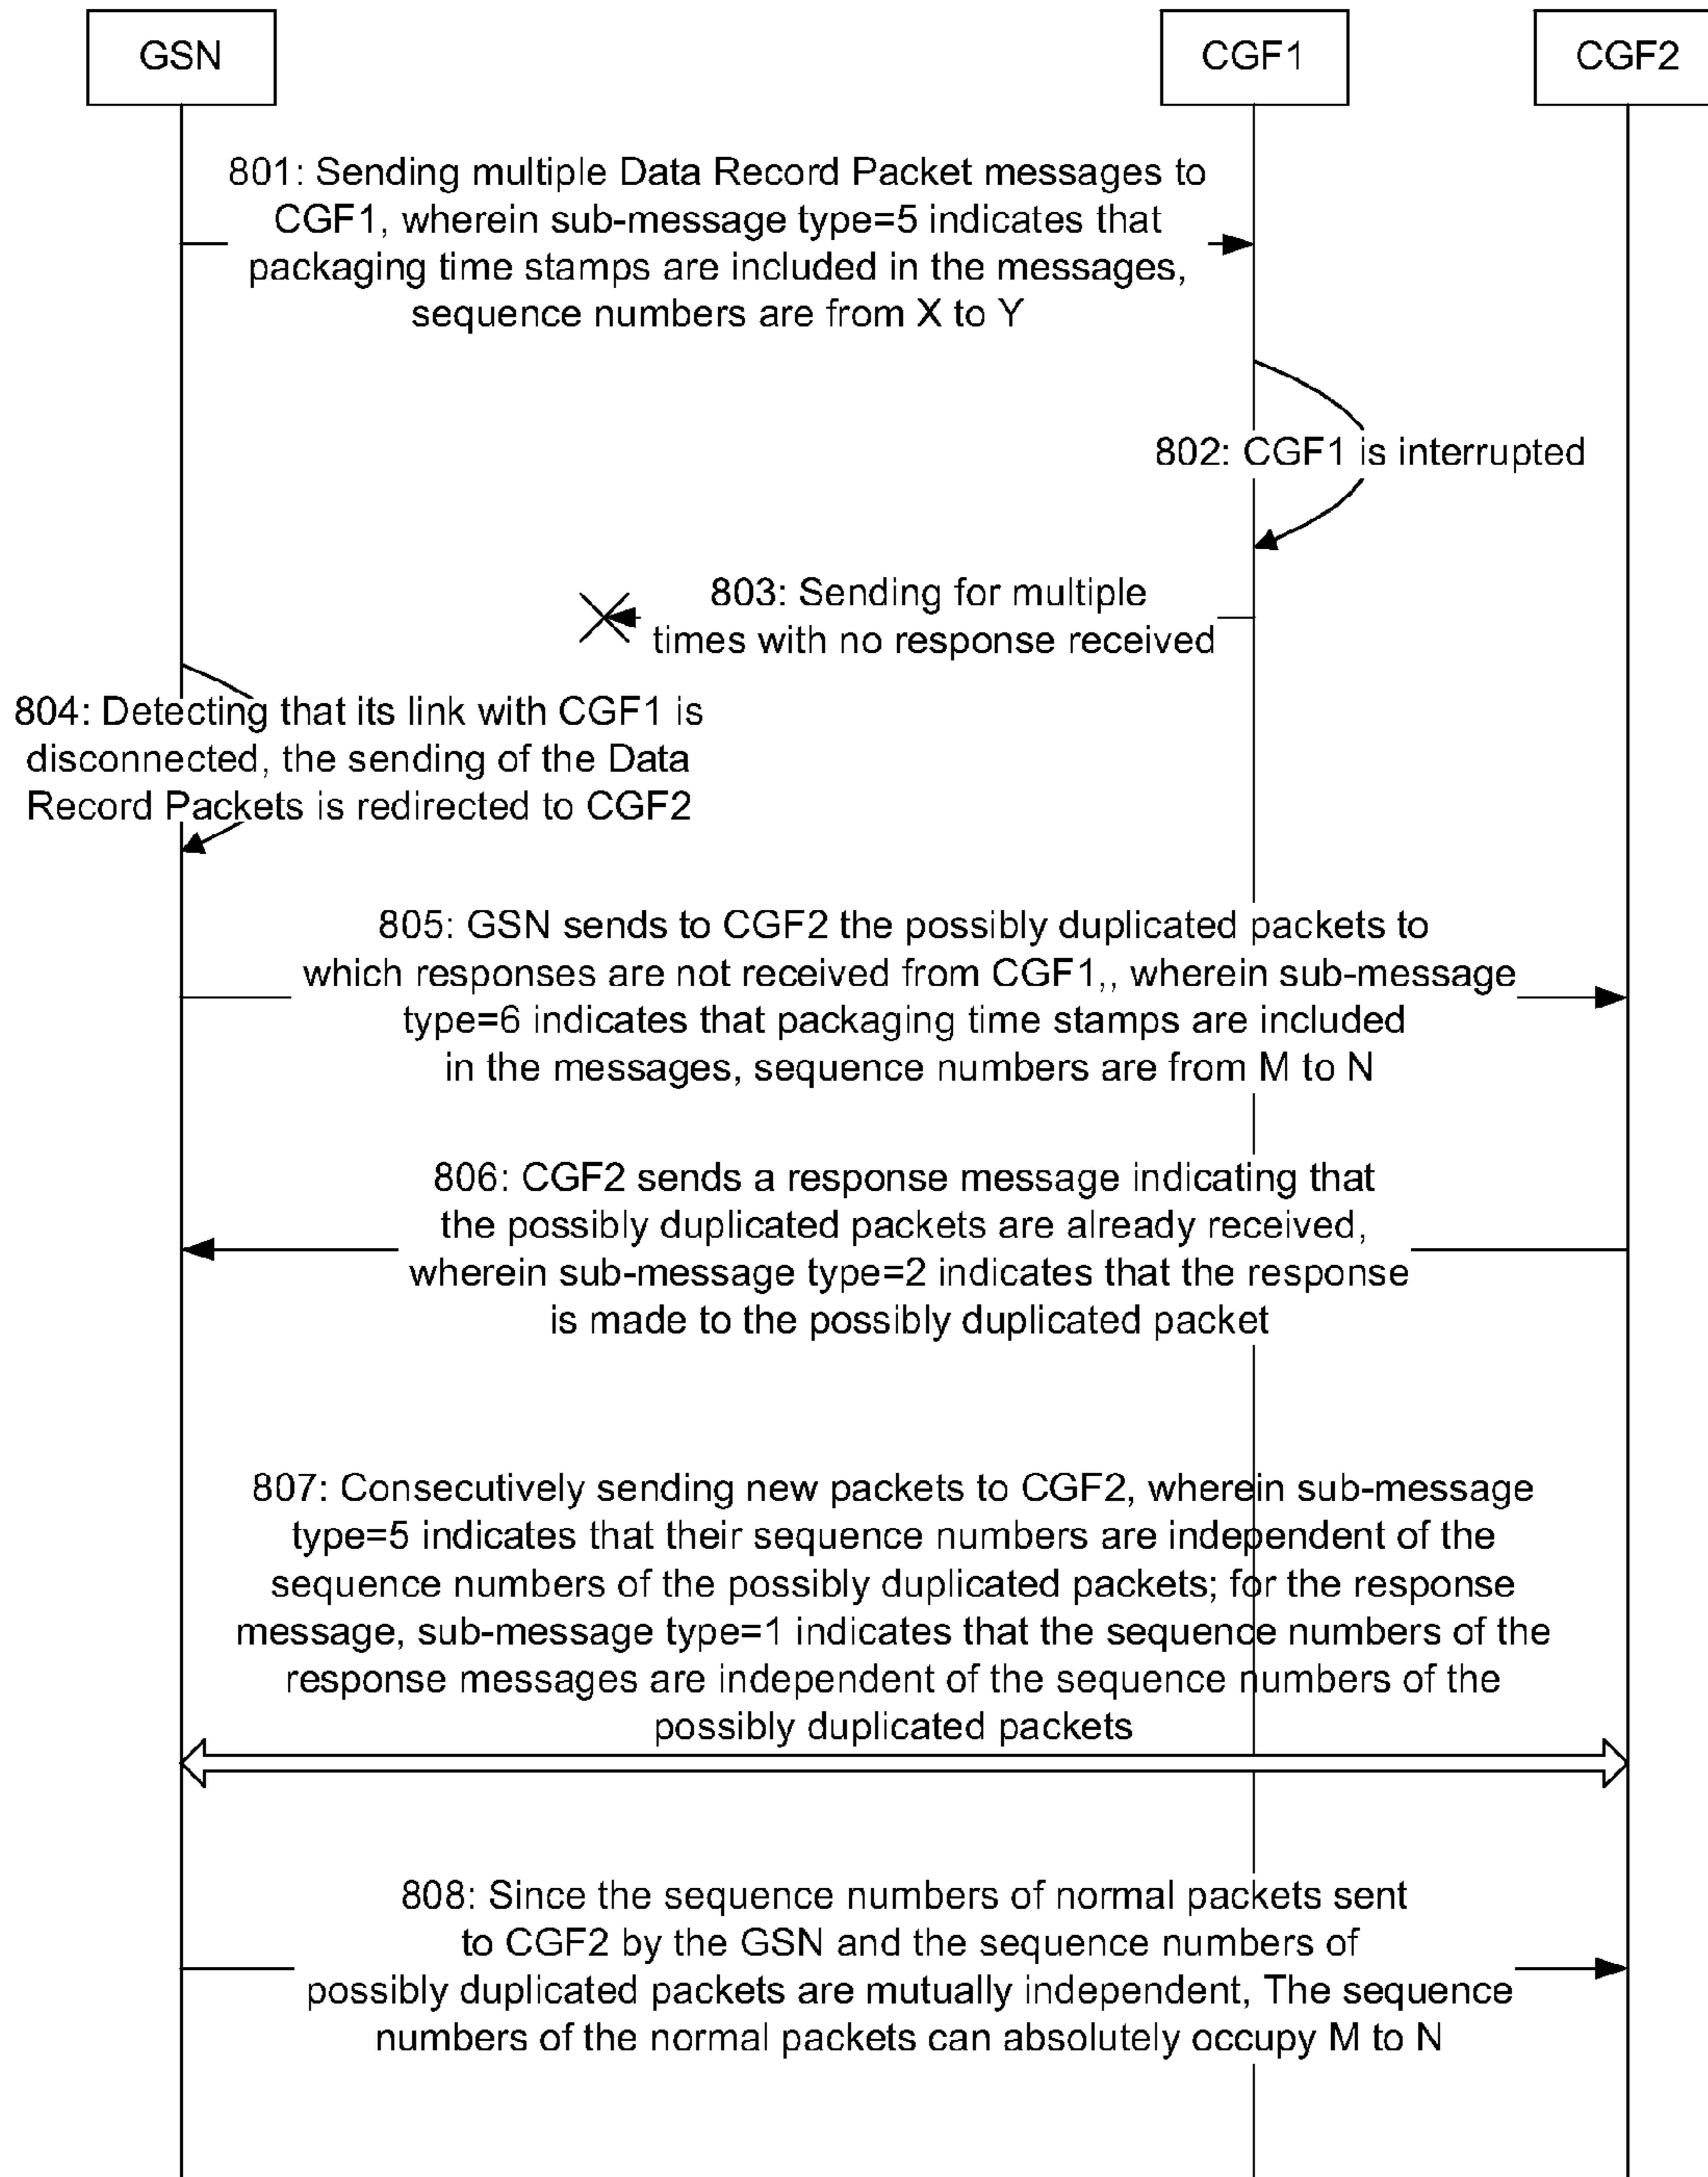 GSN
CGF1
CGF2
801: Sending multiple Data Record Packet messages to
CGF1, wherein sub-message type=5 indicates that
packaging time stamps are included in the messages,
sequence numbers are from X to Y
802: CGF1 is interrupted
803: Sending for multiple
times with no response received
804: Detecting that its link with CGF1 is
disconnected, the sending of the Data
Record Packets is redirected to CGF2
805: GSN sends to CGF2 the possibly duplicated packets to
which responses are not received from CGF1,, wherein sub-message
type=6 indicates that packaging time stamps are included
in the messages, sequence numbers are from M to N
806: CGF2 sends a response message indicating that
the possibly duplicated packets are already received,
wherein sub-message type=2 indicates that the response
is made to the possibly duplicated packet
807: Consecutively sending new packets to CGF2, wherein sub-message
type=5 indicates that their sequence numbers are independent of the
sequence numbers of the possibly duplicated packets; for the response
message, sub-message type=1 indicates that the sequence numbers of the
response messages are independent of the sequence numbers of the
possibly duplicated packets
808: Since the sequence numbers of normal packets sent
to CGF2 by the GSN and the sequence numbers of
possibly duplicated packets are mutually independent, The sequence
numbers of the normal packets can absolutely occupy M to N